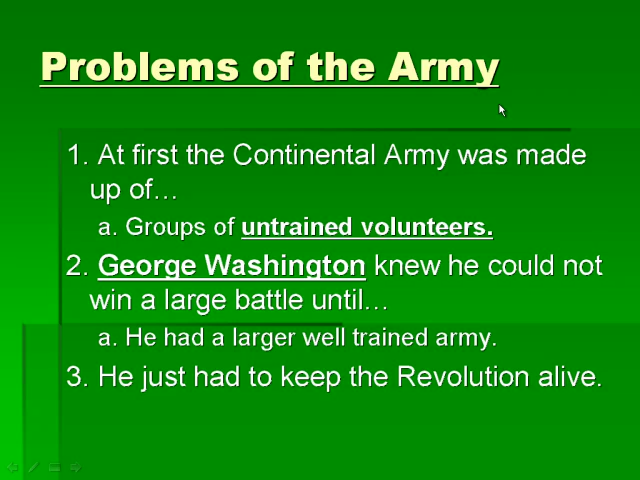 Problems of the Army
1. At first the Continental Army was made
up of…
a. Groups of untrained volunteers.
2. George Washington knew he could not
win a large battle until…
a. He had a larger well trained army.
3. He just had to keep the Revolution alive.